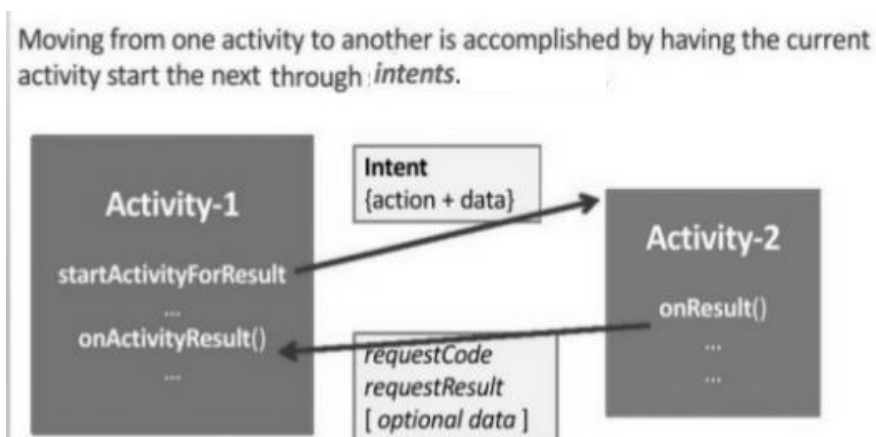 Moving from one activity to another is accomplished by having the current
activity start the next through intents.
Activity-1
startActivityForResult
...
onActivityResult()
...
Intent
{action + data}
requestCode
requestResult
[ optional data ]
Activity-2
onResult()
...
...